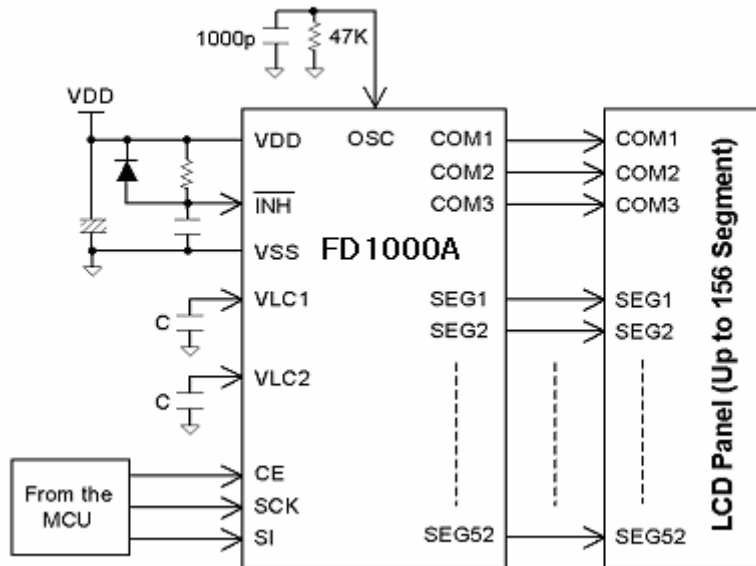 1000p
47K
VDD
VDD
OSC
COM1
COM1
COM2
COM2
INH
COM3
COM3
VSS
FD1000A
VLC1
SEG1
SEG1
C
SEG2
SEG2
VLC2
C
CE
From the
MCU
SCK
SI
SEG52
SEG52
LCD Panel (Up to 156 Segment)